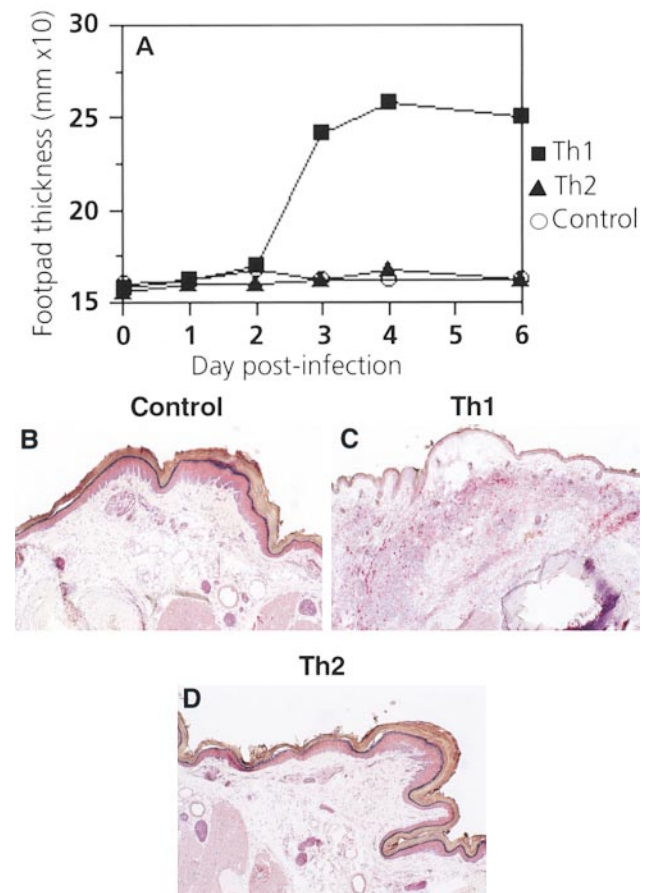 A
Footpad thickness (mm x10)
30
25
20
15
0 1 2 3 4 5 6
Day post-infection
Th1
Th2
Control
Control
Th1
B
C
Th2
D